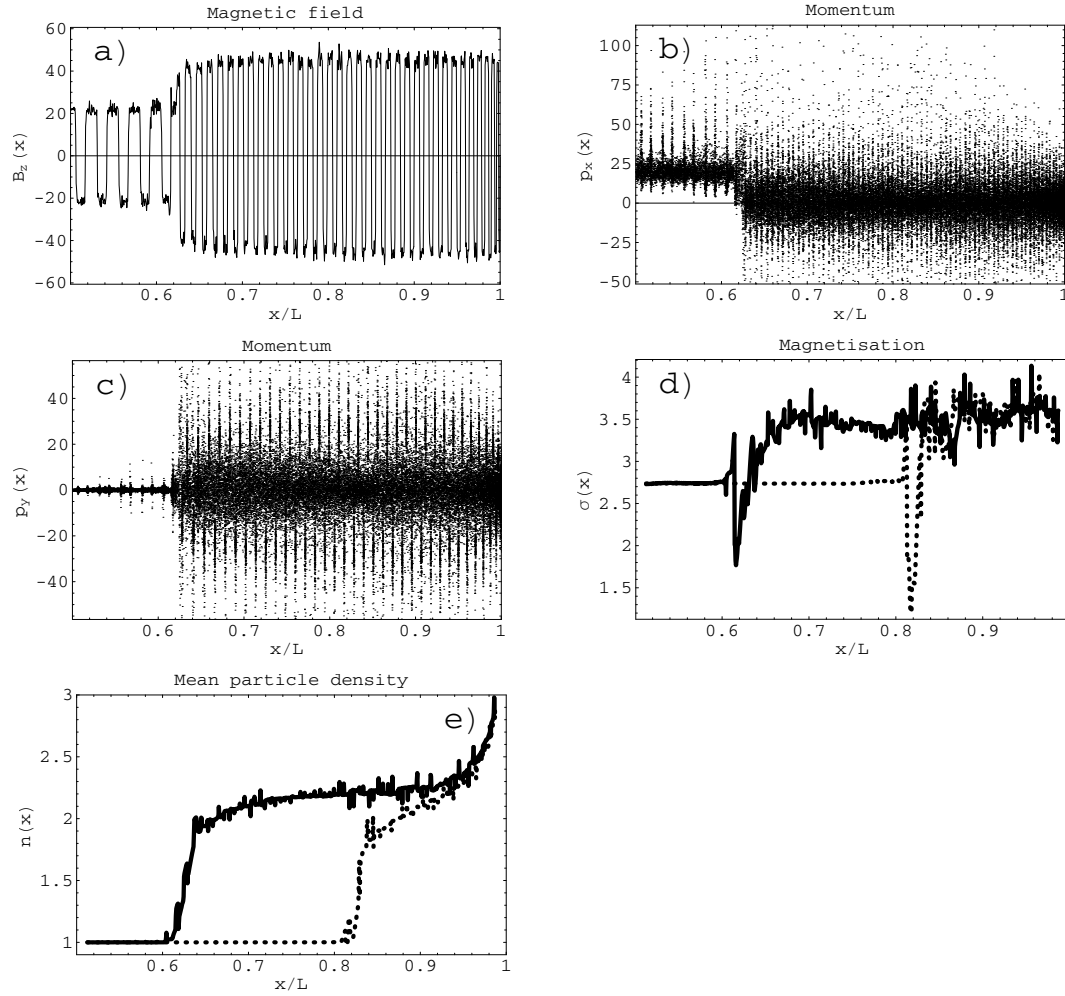 Magnetic field
a)
60
40
20
0
-20
-40
-60
B_z(x)
0.6 0.7 0.8 0.9 1
x/L
Momentum
b)
100
75
50
25
0
-25
-50
p_x(x)
0.6 0.7 0.8 0.9 1
x/L
Momentum
c)
40
20
0
-20
-40
p_y(x)
0.6 0.7 0.8 0.9 1
x/L
Magnetisation
d)
4
3.5
3
2.5
2
1.5
σ(x)
0.6 0.7 0.8 0.9
x/L
Mean particle density
e)
3
2.5
2
1.5
1
n(x)
0.6 0.7 0.8 0.9 1
x/L